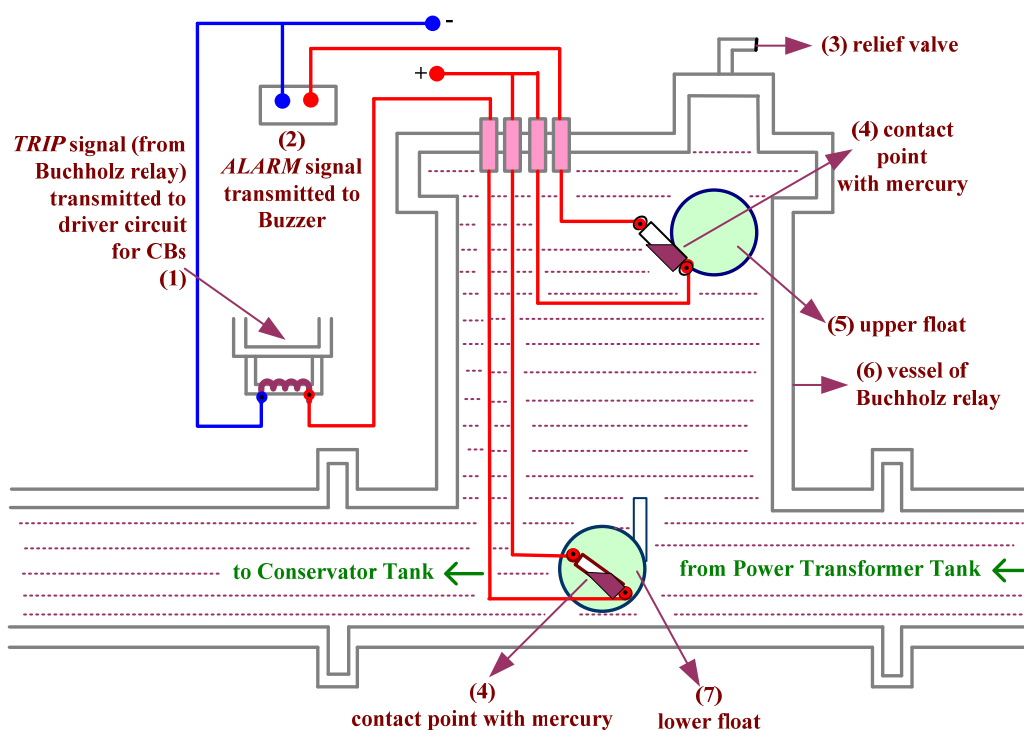 -
+
TRIP signal (from
Buchholz relay)
transmitted to
driver circuit
for CBs
(1)
(2)
ALARM signal
transmitted to
Buzzer
(3) relief valve
(4) contact
point
with mercury
(5) upper float
(6) vessel of
Buchholz relay
to Conservator Tank
from Power Transformer Tank
(4)
contact point with mercury
(7)
lower float